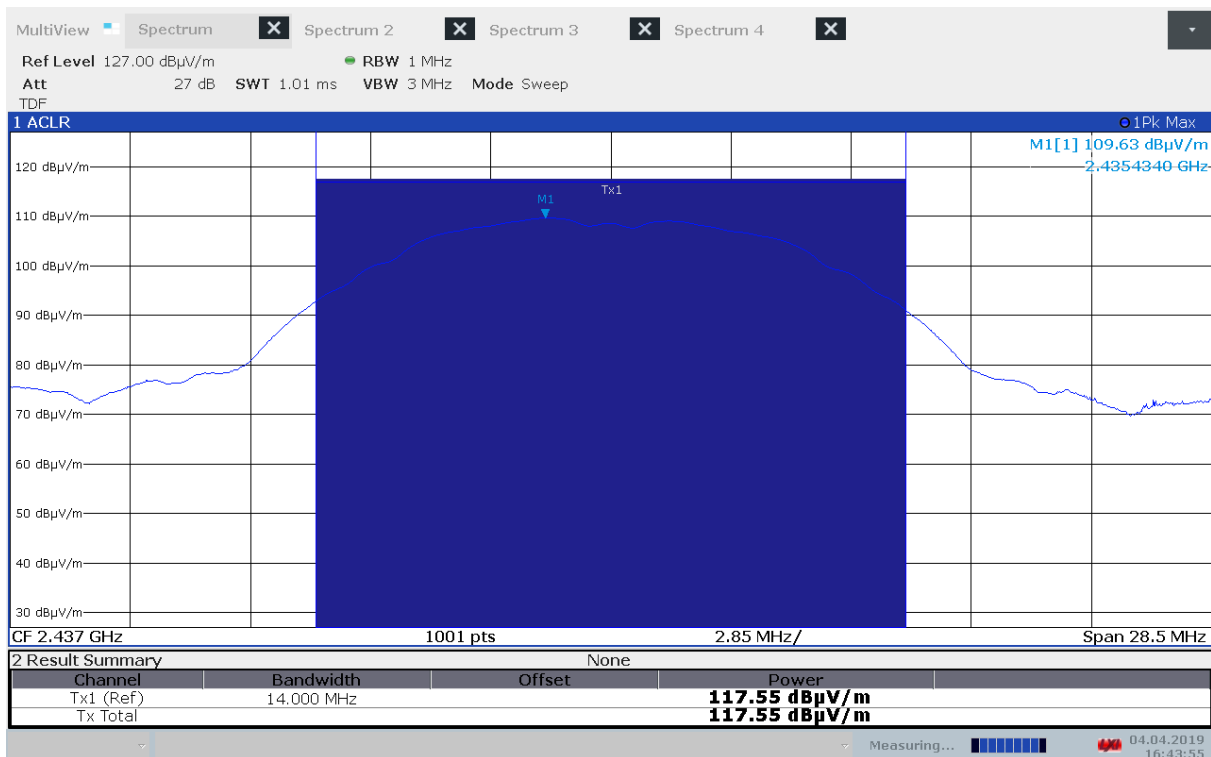 MultiView Spectrum Spectrum 2 Spectrum 3 Spectrum 4
Ref Level 127.00 dBµV/m RBW 1 MHz
Att 27 dB SWT 1.01 ms VBW 3 MHz Mode Sweep
TDF
1 ACLR 1Pk Max
M1[1] 109.63 dBµV/m
2.4354340 GHz
120 dBµV/m
Tx1
M1
110 dBµV/m
100 dBµV/m
90 dBµV/m
80 dBµV/m
70 dBµV/m
60 dBµV/m
50 dBµV/m
40 dBµV/m
30 dBµV/m
CF 2.437 GHz 1001 pts 2.85 MHz/ Span 28.5 MHz
2 Result Summary None
Channel Bandwidth Offset Power
Tx1 (Ref) 14.000 MHz 117.55 dBµV/m
Tx Total 117.55 dBµV/m
Measuring... LXI 04.04.2019
16:43:55